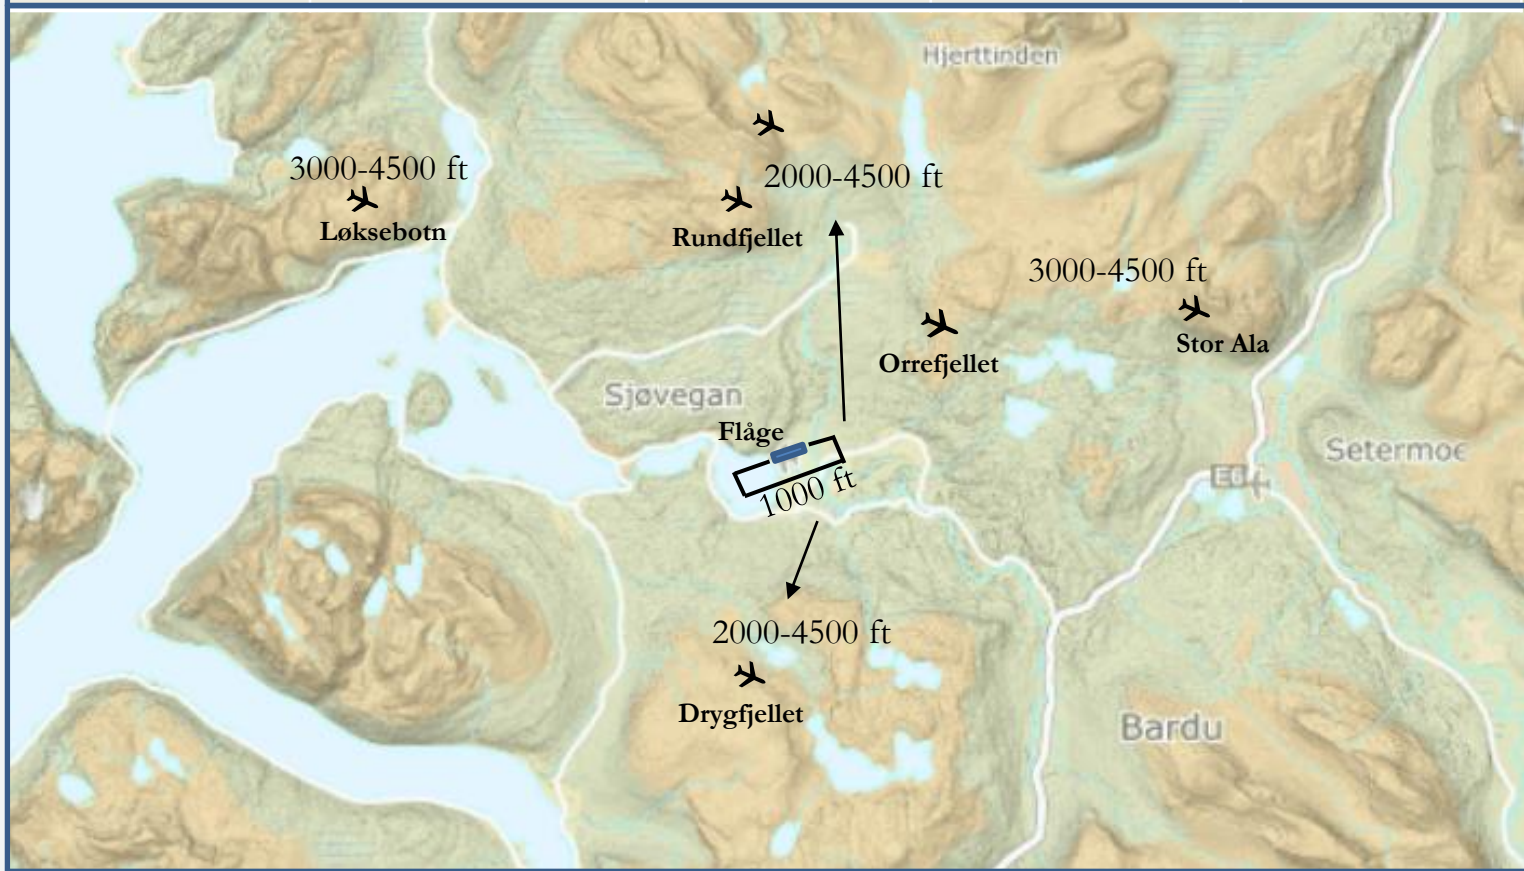 Hjerttinden
3000-4500 ft
2000-4500 ft
Løksebotn
Rundfjellet
3000-4500 ft
Stor Ala
Orrefjellet
Sjøvegan
Flåge
Setermoe
1000 ft
2000-4500 ft
Drygfjellet
Bardu